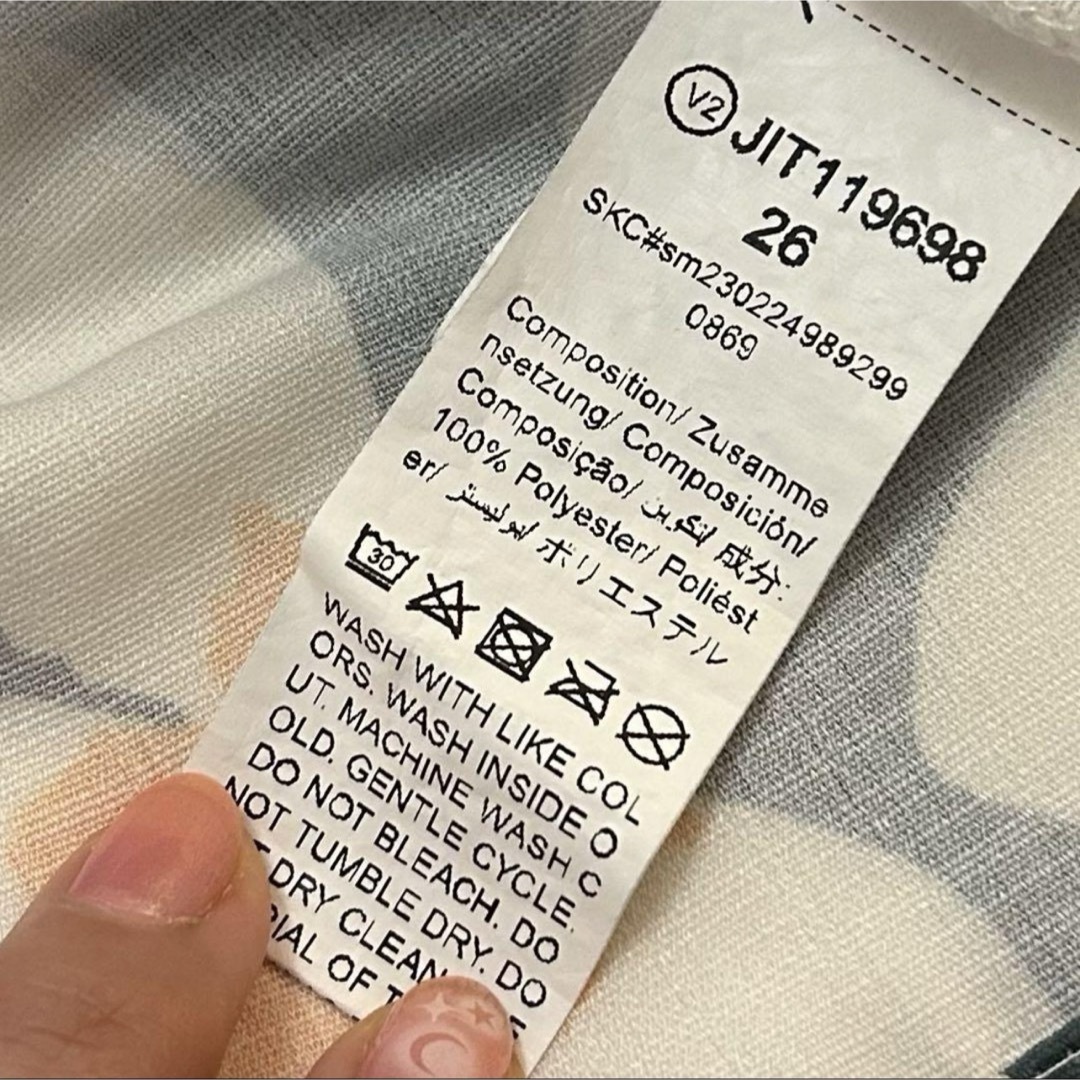 V2 JIT119698
26
SKC#sm230224989299
0869
Composition/ Zusamme
nsetzung/ Composición/
Composição/ تكوين/ 成分:
100% Polyester/ Poliést
er/ بوليستر/ ポリエステル
30
WASH WITH LIKE COL
ORS. WASH INSIDE O
UT. MACHINE WASH C
OLD. GENTLE CYCLE.
DO NOT BLEACH. DO
NOT TUMBLE DRY. DO
DRY CLEAN
OF